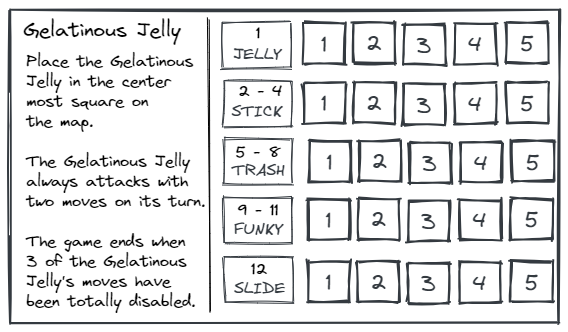 Gelatinous Jelly
Place the Gelatinous
Jelly in the center
most square on
the map.
The Gelatinous Jelly
always attacks with
two moves on its turn.
The game ends when
3 of the Gelatinous
Jelly's moves have
been totally disabled.
1
JELLY
1 2 3 4 5
2 - 4
STICK
1 2 3 4 5
5 - 8
TRASH
1 2 3 4 5
9 - 11
FUNKY
1 2 3 4 5
12
SLIDE
1 2 3 4 5